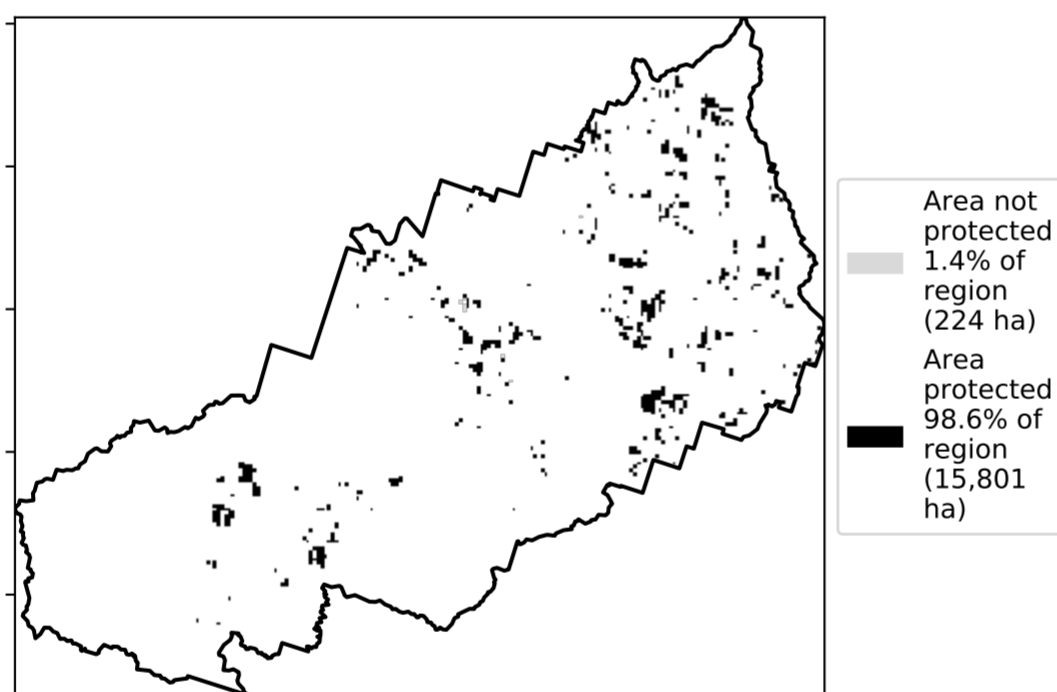 Area not
protected
1.4% of
region
(224 ha)
Area
protected
98.6% of
region
(15,801
ha)